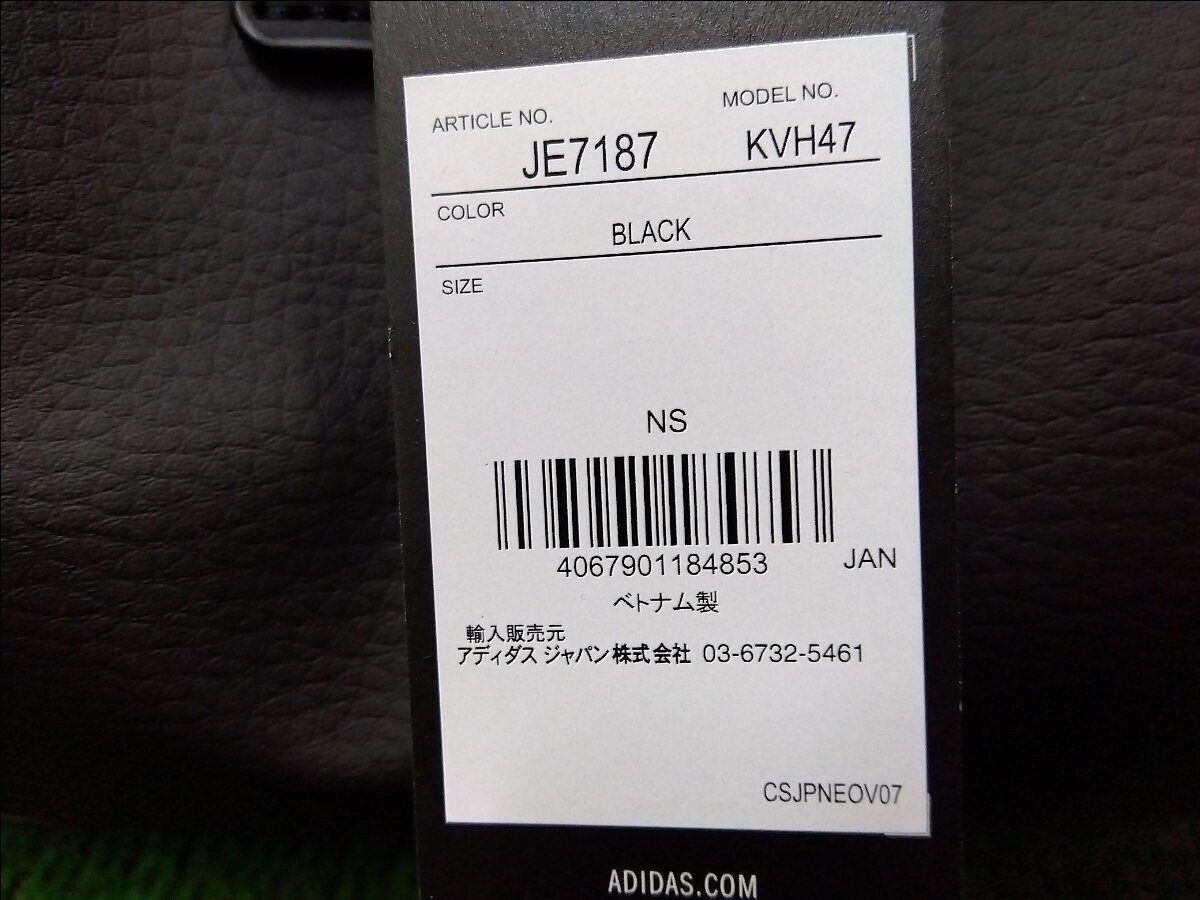 ARTICLE NO. MODEL NO.
JE7187 KVH47
COLOR
BLACK
SIZE
NS
4067901184853 JAN
ベトナム製
輸入販売元
アディダス ジャパン株式会社 03-6732-5461
CSJPNEOV07
ADIDAS.COM